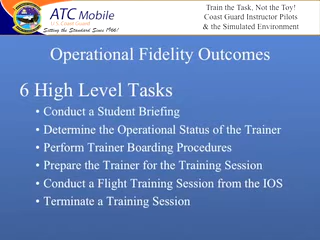 ATC Mobile
U.S. Coast Guard
Setting the Standard Since 1966!
Train the Task, Not the Toy!
Coast Guard Instructor Pilots
& the Simulated Environment
Operational Fidelity Outcomes
6 High Level Tasks
• Conduct a Student Briefing
• Determine the Operational Status of the Trainer
• Perform Trainer Boarding Procedures
• Prepare the Trainer for the Training Session
• Conduct a Flight Training Session from the IOS
• Terminate a Training Session